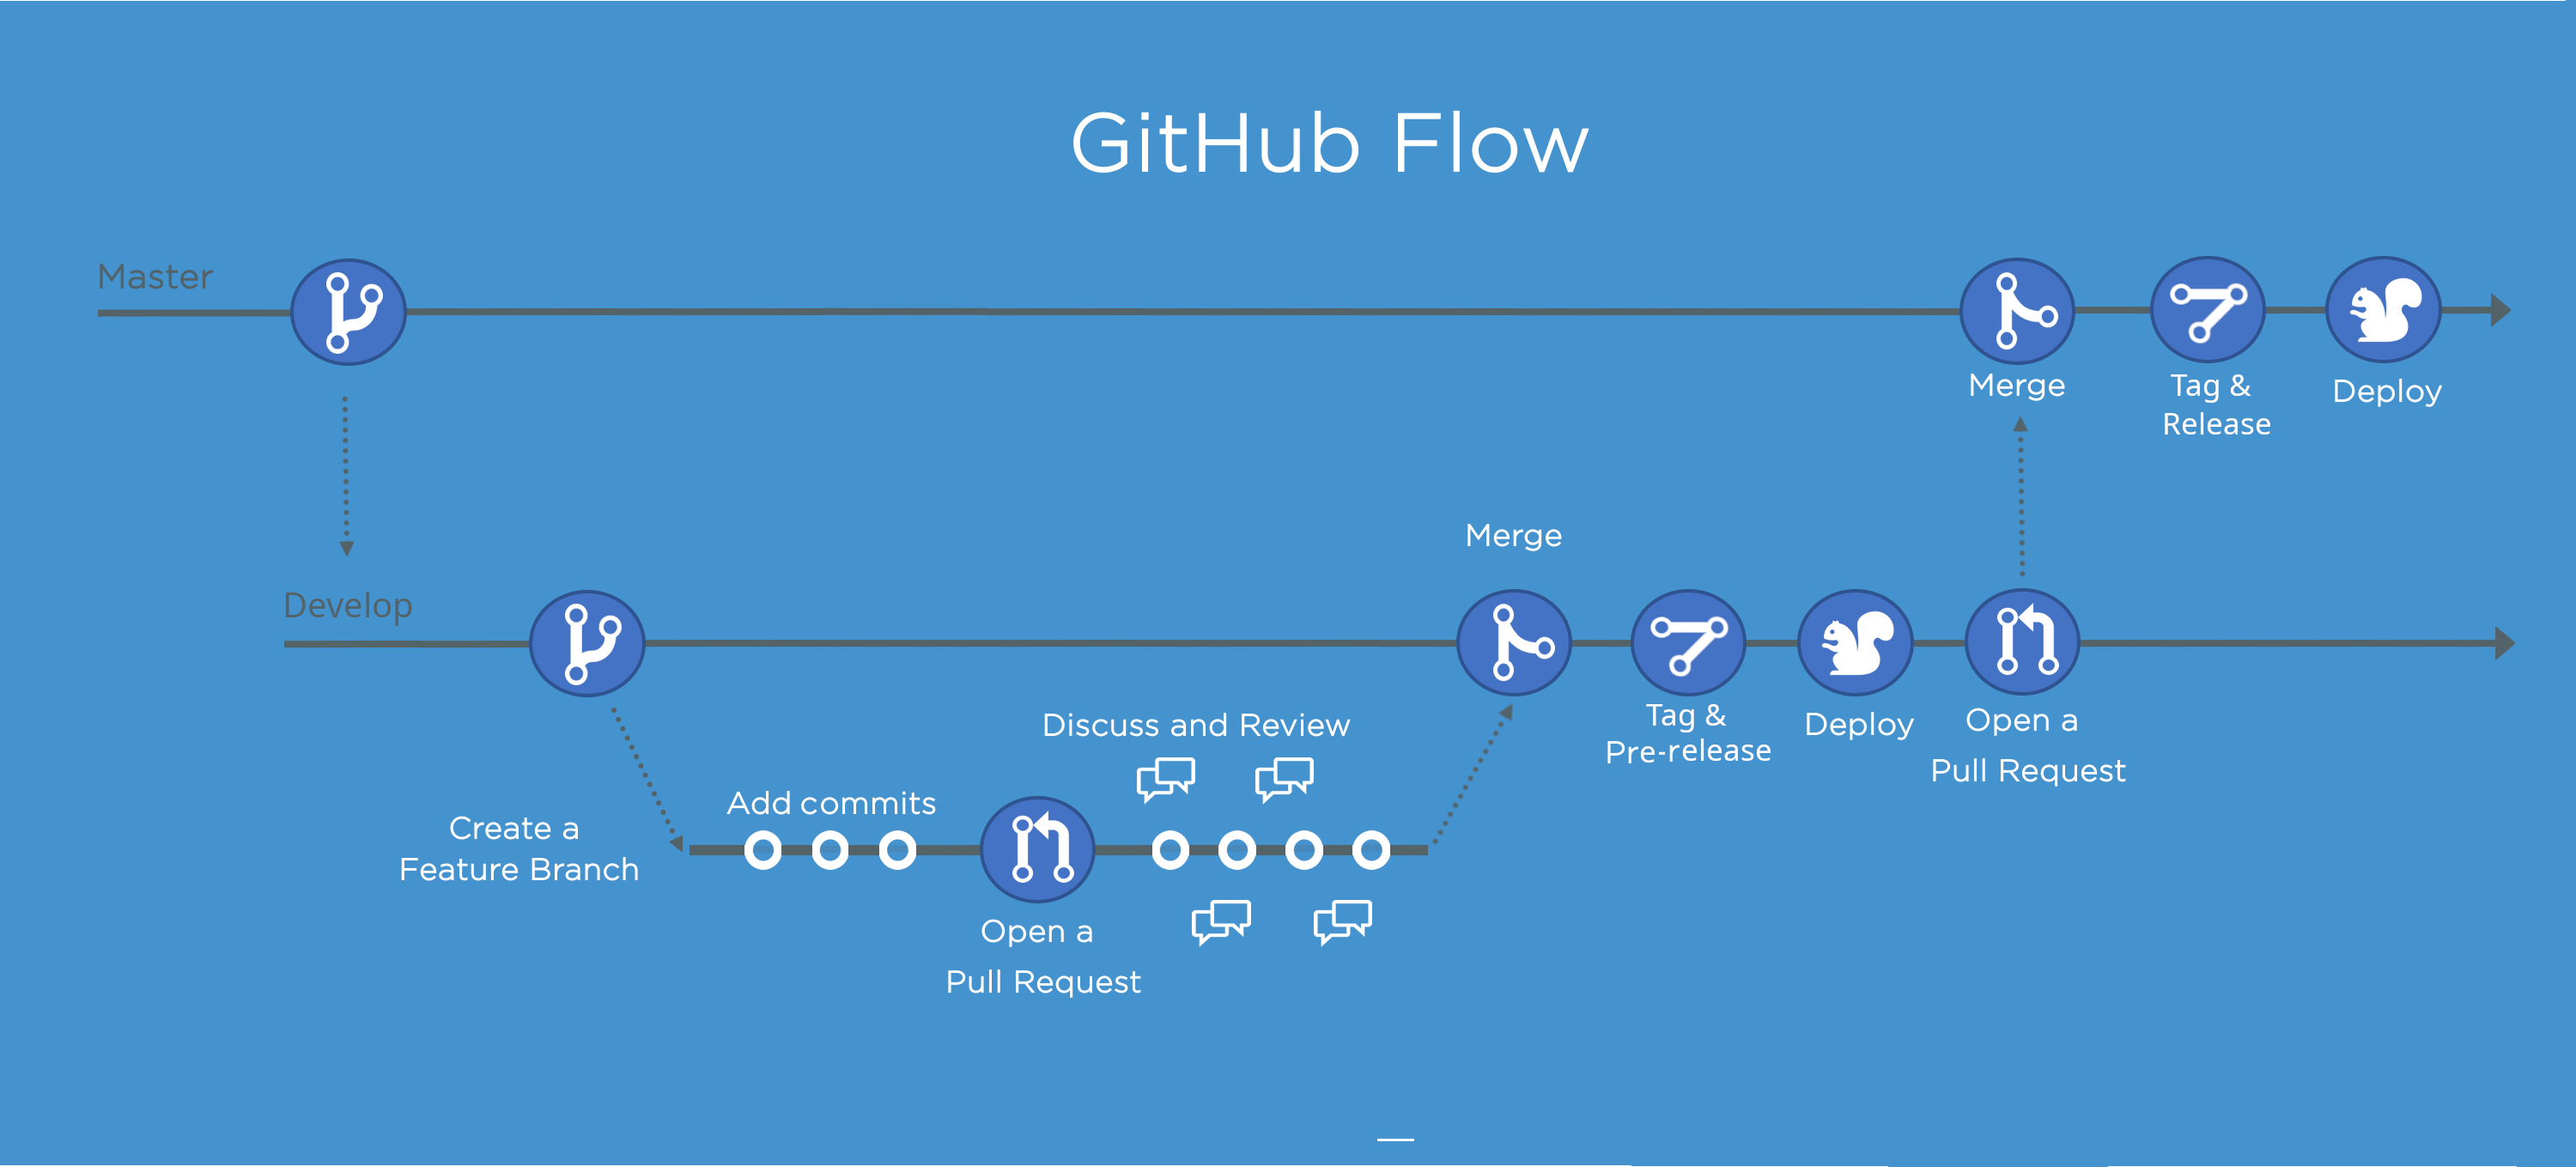 GitHub Flow
Master
Merge
Tag &
Release
Deploy
Merge
Develop
Tag &
Pre-release
Deploy
Open a
Pull Request
Discuss and Review
Add commits
Create a
Feature Branch
Open a
Pull Request